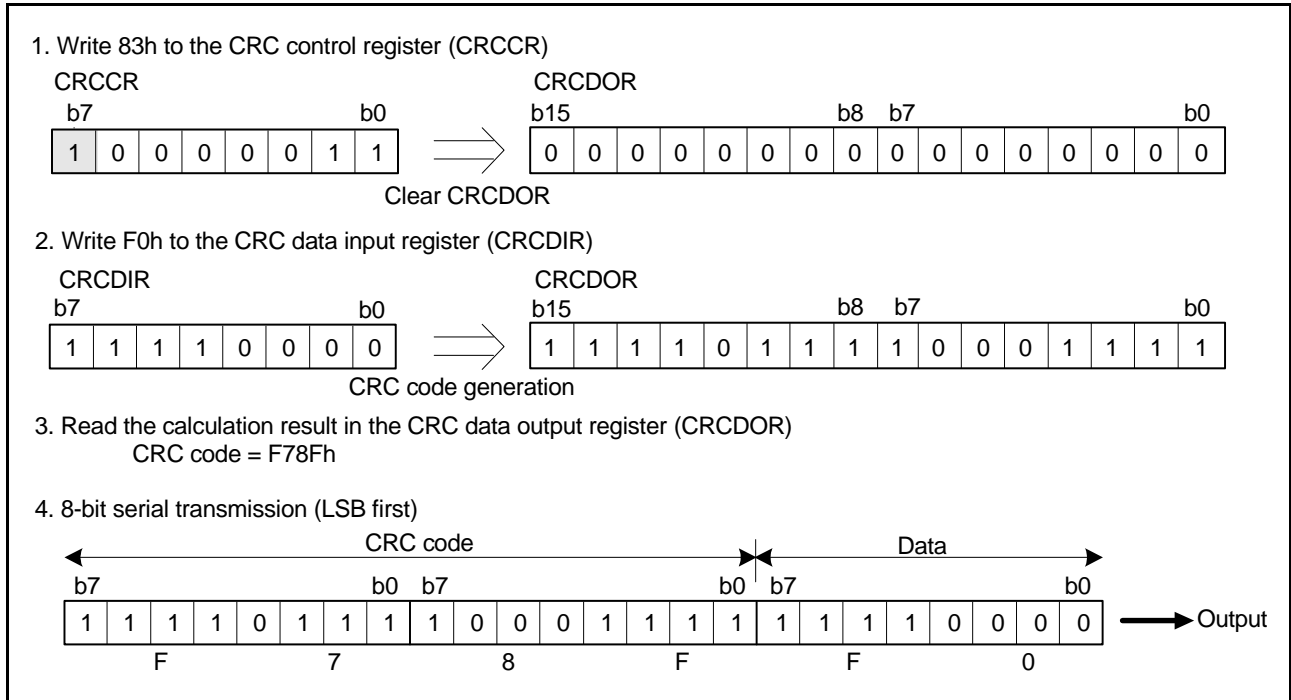 1. Write 83h to the CRC control register (CRCCR)
CRCCR CRCDOR
b7 b0 b15 b8 b7 b0
1 0 0 0 0 0 1 1 0 0 0 0 0 0 0 0 0 0 0 0 0 0 0 0
Clear CRCDOR
2. Write F0h to the CRC data input register (CRCDIR)
CRCDIR CRCDOR
b7 b0 b15 b8 b7 b0
1 1 1 1 0 0 0 0 1 1 1 1 0 1 1 1 1 0 0 0 1 1 1 1
CRC code generation
3. Read the calculation result in the CRC data output register (CRCDOR)
CRC code = F78Fh
4. 8-bit serial transmission (LSB first)
CRC code Data
b7 b0 b7 b0 b7 b0
1 1 1 1 0 1 1 1 1 0 0 0 1 1 1 1 1 1 1 1 0 0 0 0 Output
F 7 8 F F 0